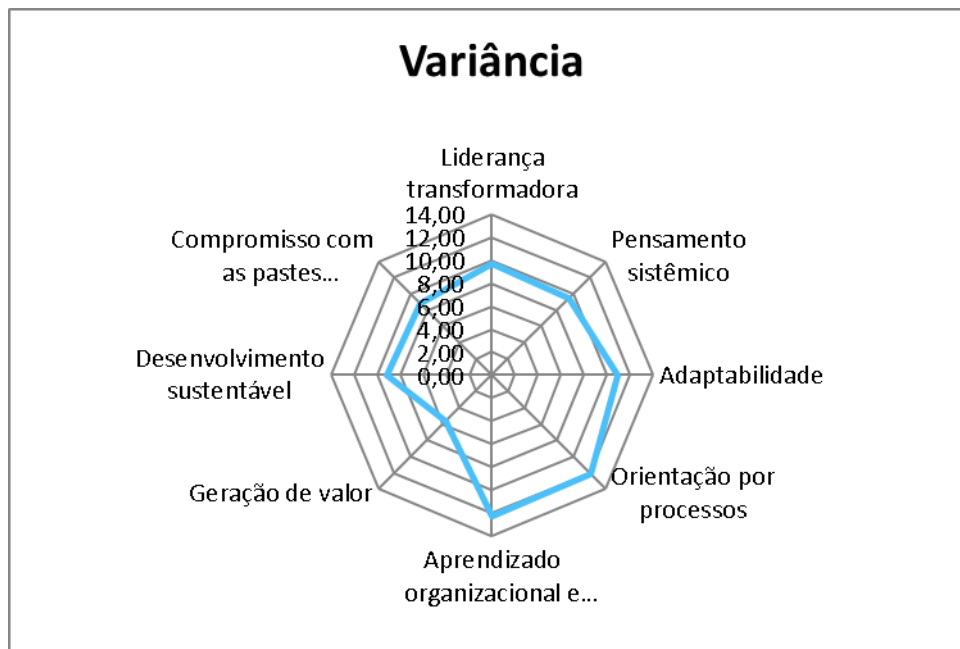 Variância
Liderança
transformadora
14,00
12,00
10,00
8,00
6,00
4,00
2,00
0,00
Pensamento
sistêmico
Adaptabilidade
Orientação por
processos
Aprendizado
organizacional e...
Geração de valor
Desenvolvimento
sustentável
Compromisso com
as pastes...